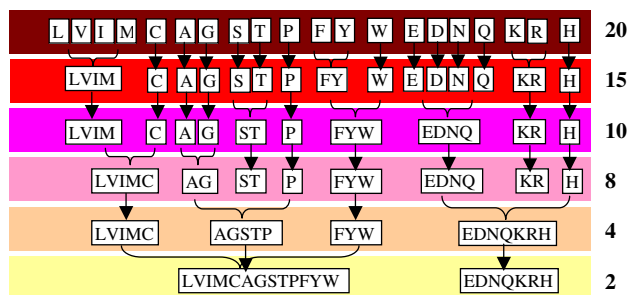 L V I M C A G S T P F Y W E D N Q K R H 20
LVIM C A G S T P FY W E D N Q KR H 15
LVIM C A G ST P FYW EDNQ KR H 10
LVIMC AG ST P FYW EDNQ KR H 8
LVIMC AGSTP FYW EDNQKRH 4
LVIMCAGSTPFYW EDNQKRH 2